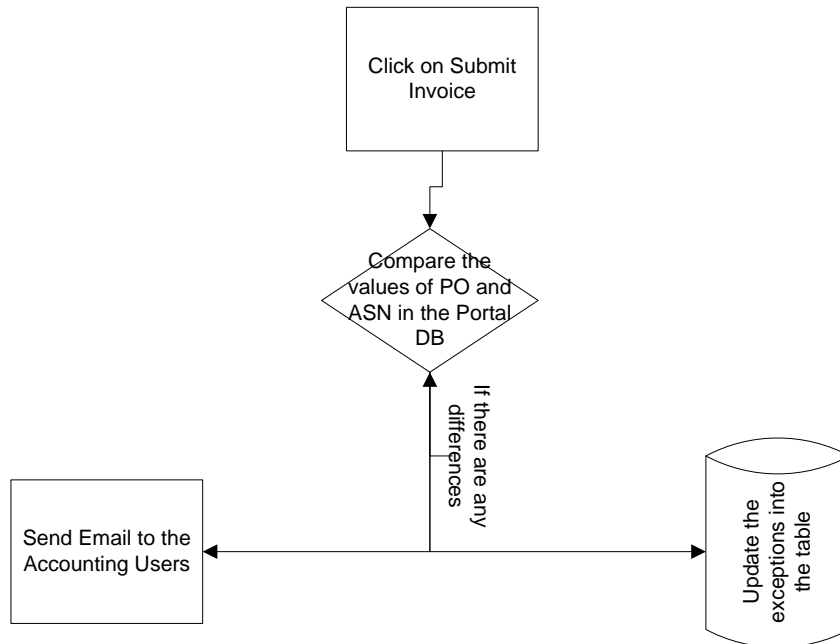 Click on Submit
Invoice
Compare the
values of PO and
ASN in the Portal
DB
If there are any
differences
Send Email to the
Accounting Users
Update the
exceptions into
the table